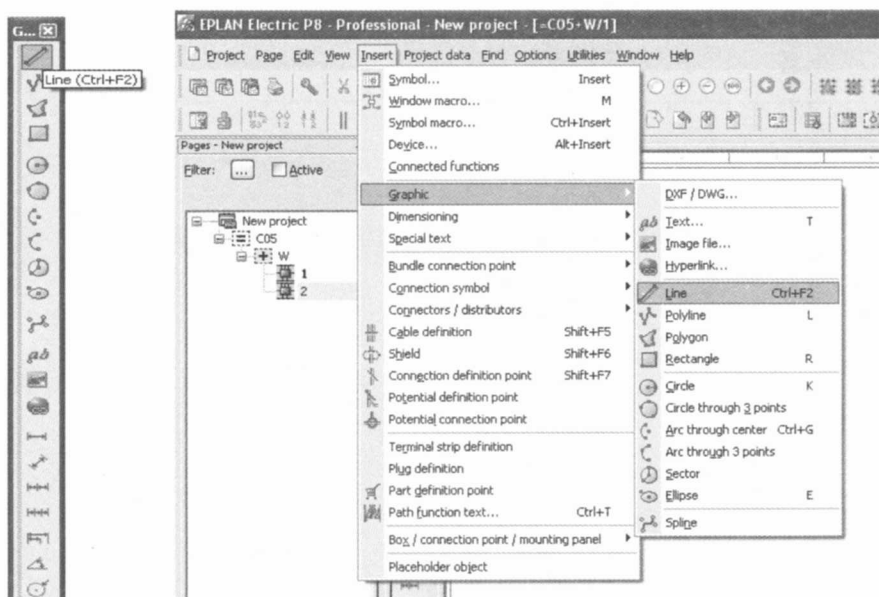 G...
Line (Ctrl+F2)
ab
EPLAN Electric P8 - Professional - New project - [=C05+W/1]
Project Page Edit View Insert Project data Find Options Utilities Window Help
Pages - New project
Filter: ... Active
New project
C05
W
1
2
Symbol... Insert
Window macro... M
Symbol macro... Ctrl+Insert
Device... Alt+Insert
Connected functions
Graphic
Dimensioning
Special text
Bundle connection point
Connection symbol
Connectors / distributors
Cable definition Shift+F5
Shield Shift+F6
Connection definition point Shift+F7
Potential definition point
Potential connection point
Terminal strip definition
Plug definition
Part definition point
Path function text... Ctrl+T
Box / connection point / mounting panel
Placeholder object
DXF / DWG...
ab Text... T
Image file...
Hyperlink...
Line Ctrl+F2
Polyline L
Polygon
Rectangle R
Circle K
Circle through 3 points
Arc through center Ctrl+G
Arc through 3 points
Sector
Ellipse E
Spline